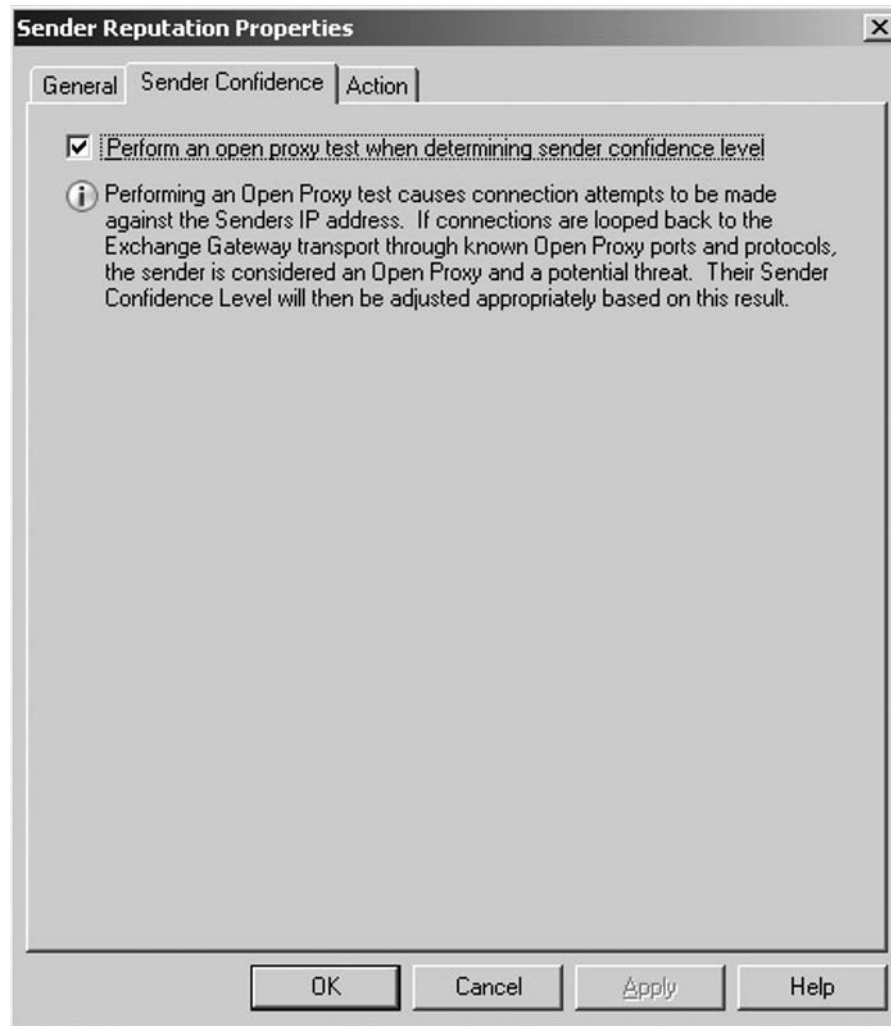 Sender Reputation Properties
General Sender Confidence Action
Perform an open proxy test when determining sender confidence level
Performing an Open Proxy test causes connection attempts to be made
against the Senders IP address. If connections are looped back to the
Exchange Gateway transport through known Open Proxy ports and protocols,
the sender is considered an Open Proxy and a potential threat. Their Sender
Confidence Level will then be adjusted appropriately based on this result.
OK Cancel Apply Help